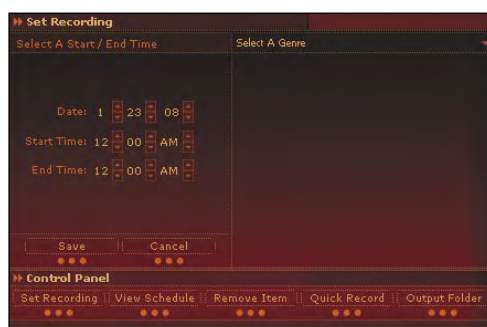 Set Recording
Select A Start / End Time
Select A Genre
Date: 1 23 08
Start Time: 12 00 AM
End Time: 12 00 AM
Save Cancel
Control Panel
Set Recording View Schedule Remove Item Quick Record Output Folder